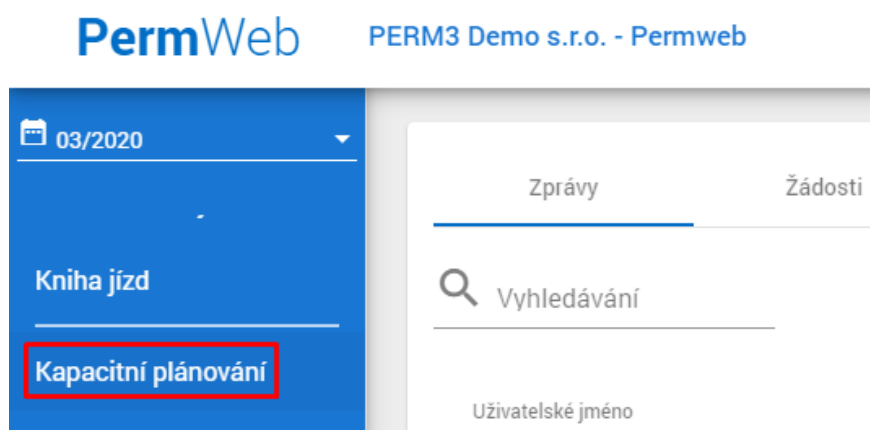 PermWeb
PERM3 Demo s.r.o. - Permweb
03/2020
Kniha jízd
Kapacitní plánování
Zprávy
Žádosti
Vyhledávání
Uživatelské jméno